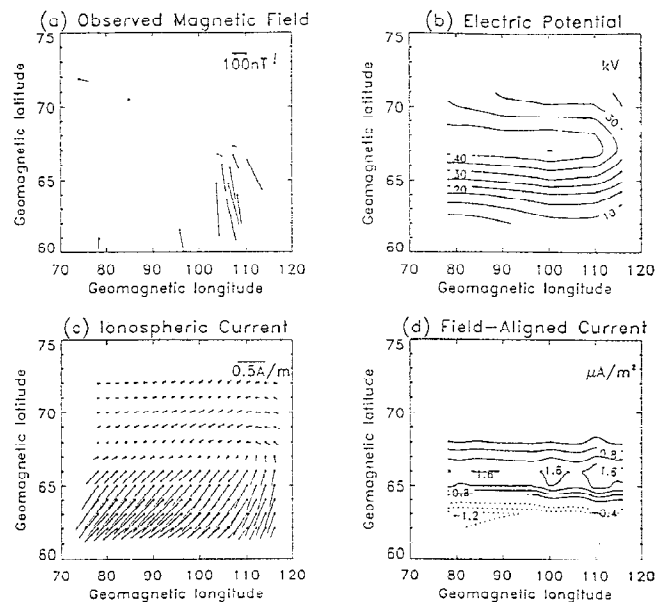 (a) Observed Magnetic Field
100nT
Geomagnetic latitude
75
70
65
60
70 80 90 100 110 120
Geomagnetic longitude
(b) Electric Potential
kV
Geomagnetic latitude
75
70
65
60
30
40
30
20
10
70 80 90 100 110 120
Geomagnetic longitude
(c) Ionospheric Current
0.5A/m
Geomagnetic latitude
75
70
65
60
70 80 90 100 110 120
Geomagnetic longitude
(d) Field-Aligned Current
μA/m²
Geomagnetic latitude
75
70
65
60
0.8
1.6
1.6
1.6
0.8
-1.2
-0.4
70 80 90 100 110 120
Geomagnetic longitude